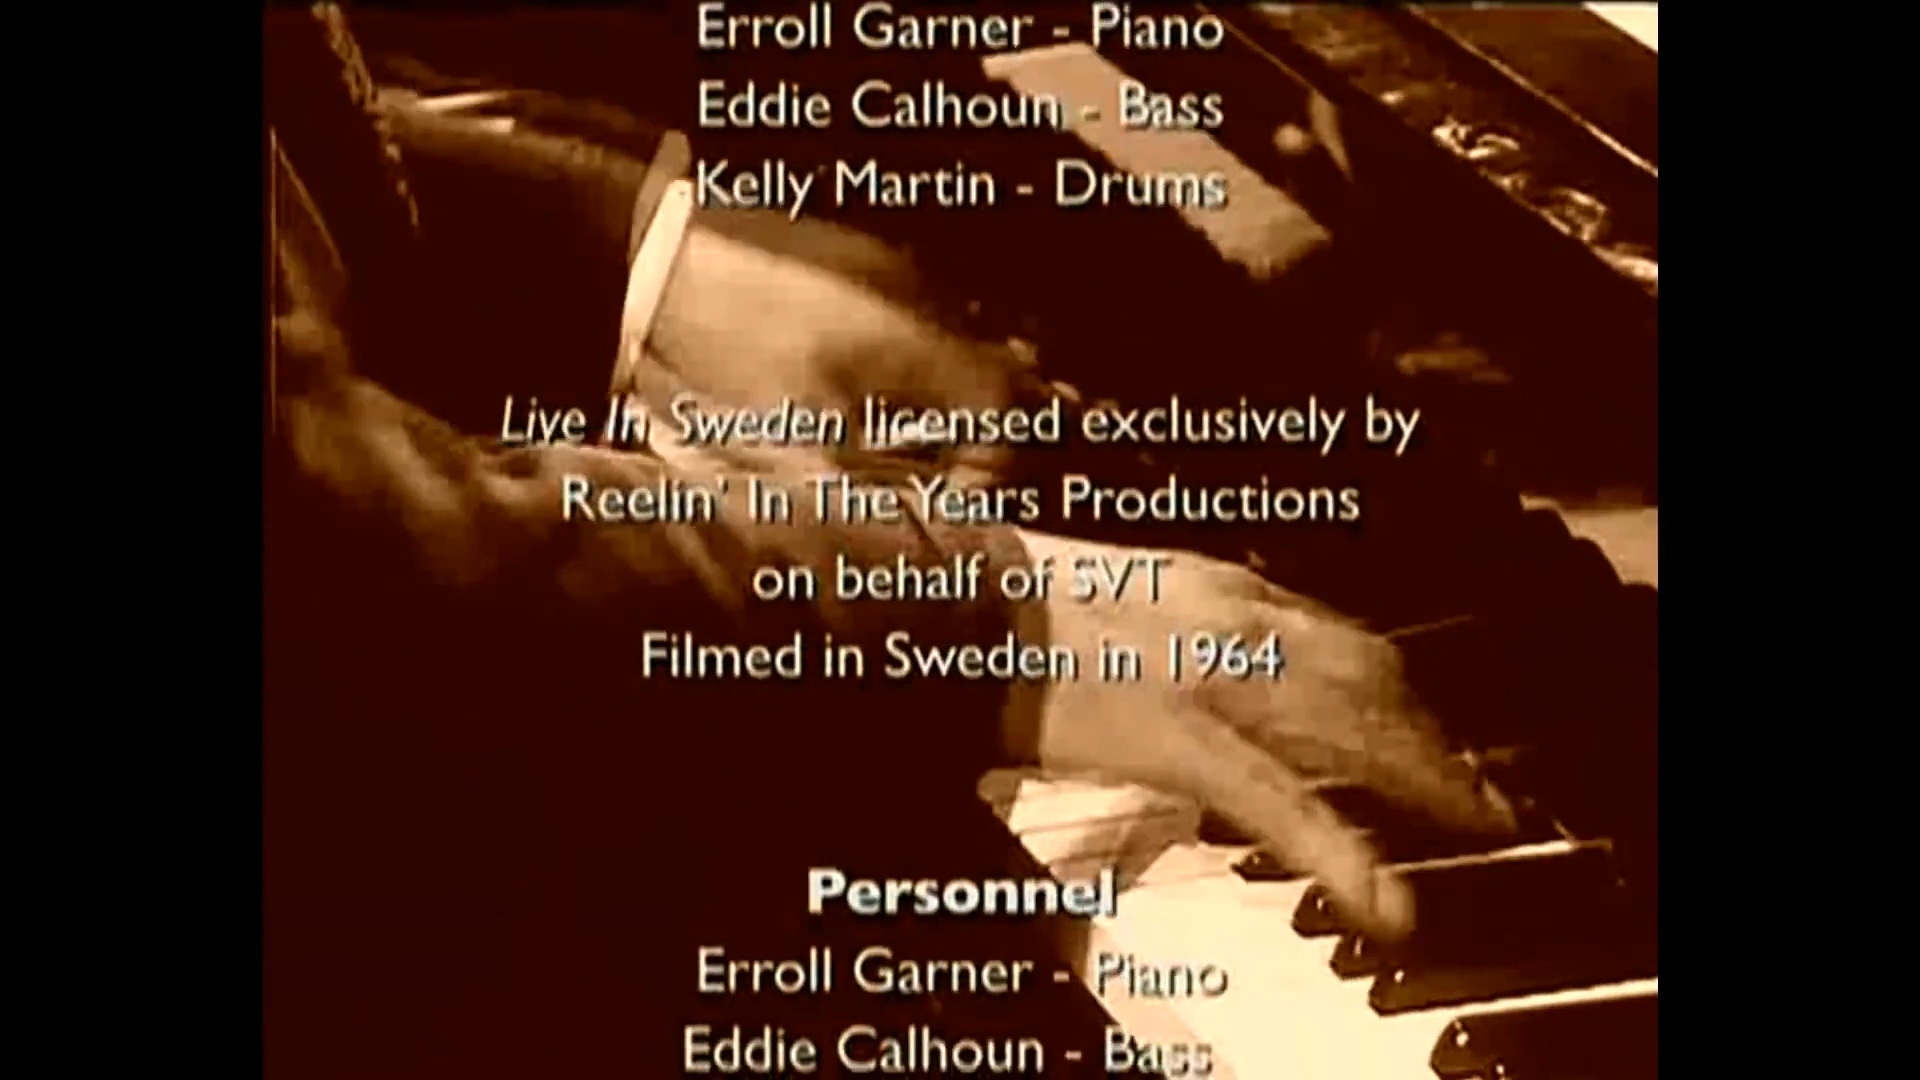 Erroll Garner - Piano
Eddie Calhoun - Bass
Kelly Martin - Drums
Live In Sweden licensed exclusively by
Reelin' In The Years Productions
on behalf of SVT
Filmed in Sweden in 1964
Personnel
Erroll Garner - Piano
Eddie Calhoun - Bass